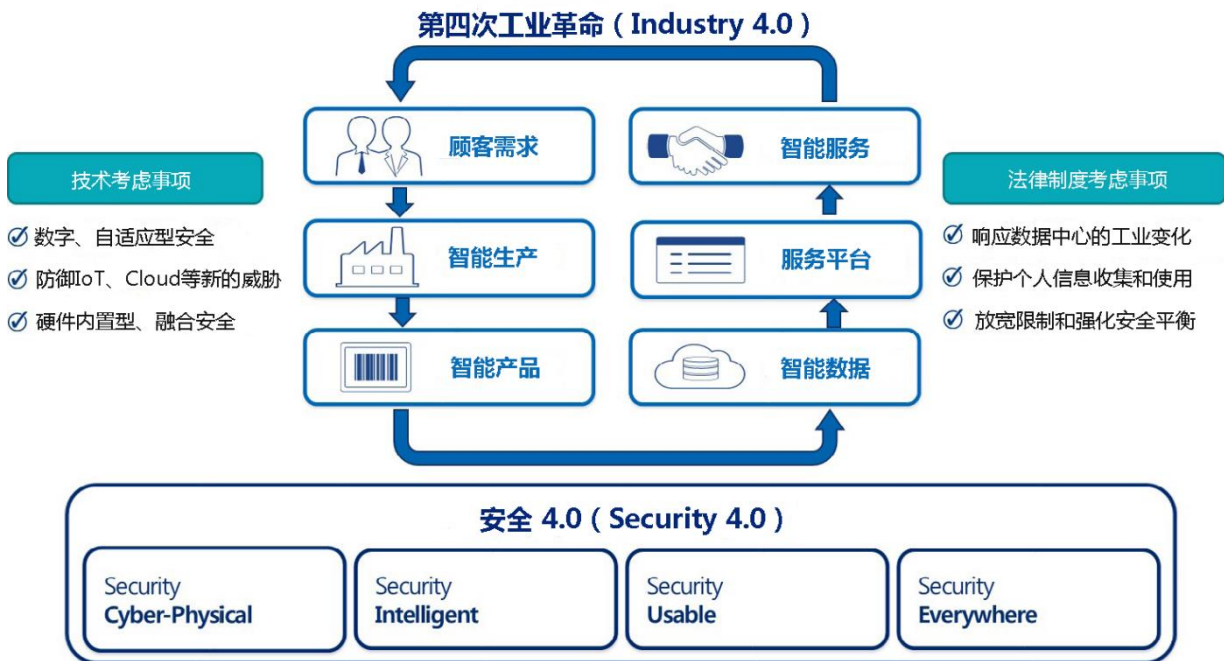 第四次工业革命（Industry 4.0）
顾客需求
智能服务
技术考虑事项
数字、自适应型安全
防御IoT、Cloud等新的威胁
硬件内置型、融合安全
智能生产
服务平台
智能产品
智能数据
法律制度考虑事项
响应数据中心的工业变化
保护个人信息收集和使用
放宽限制和强化安全平衡
安全 4.0（Security 4.0）
Security
Cyber-Physical
Security
Intelligent
Security
Usable
Security
Everywhere